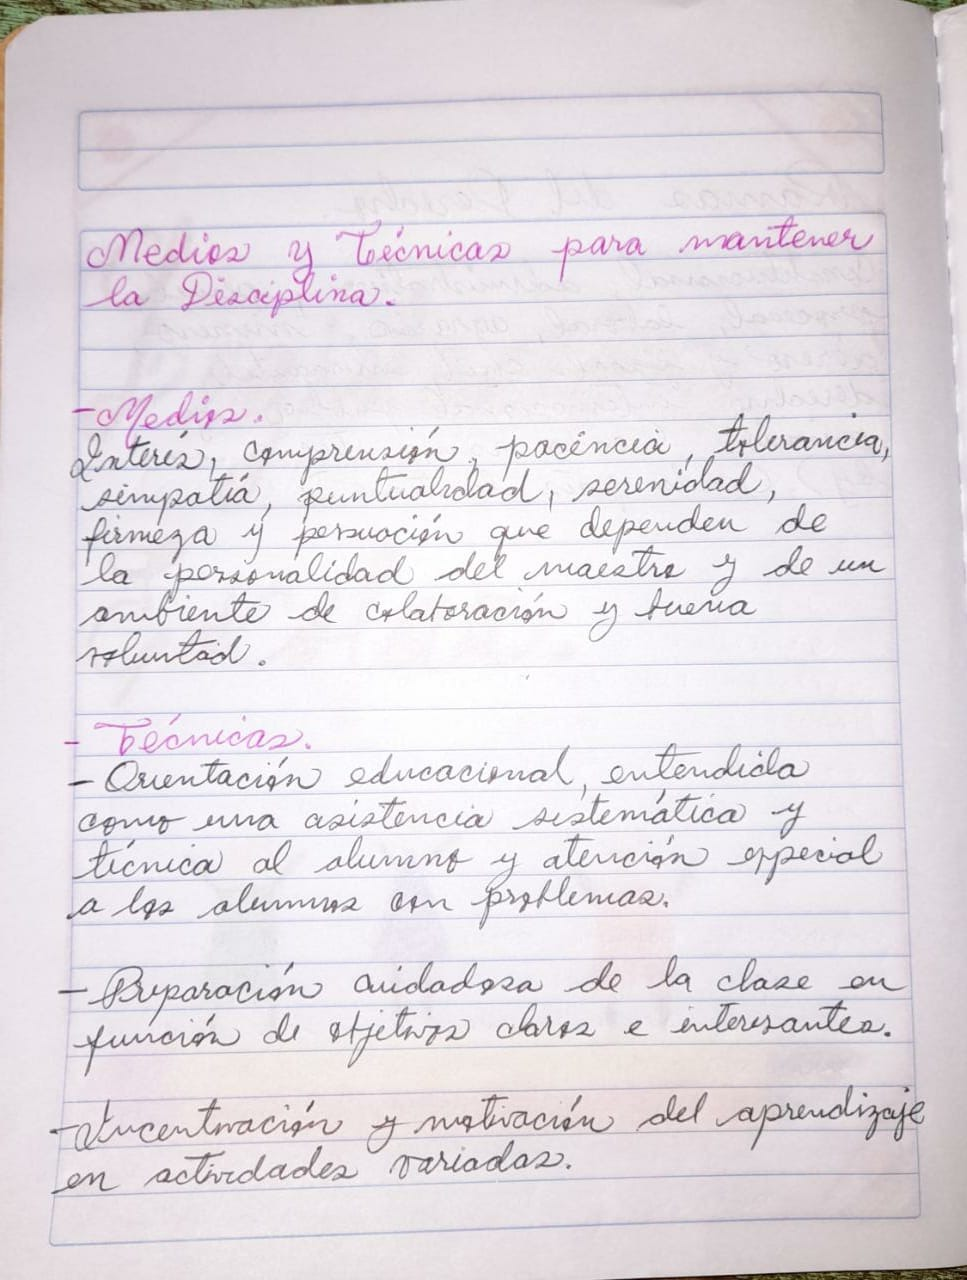 Medios y Técnicas para mantener
la Disciplina.
- Medios.
Interés, comprensión, paciencia, tolerancia,
simpatía, puntualidad, serenidad,
firmeza y persuación que dependen de
la personalidad del maestro y de un
ambiente de colaboración y buena
voluntad.
- Técnicas.
- Orientación educacional, entendida
como una asistencia sistemática y
técnica al alumno y atención especial
a los alumnos con problemas.
- Preparación cuidadosa de la clase en
función de objetivos claros e interesantes.
- Incentivación y motivación del aprendizaje
en actividades variadas.